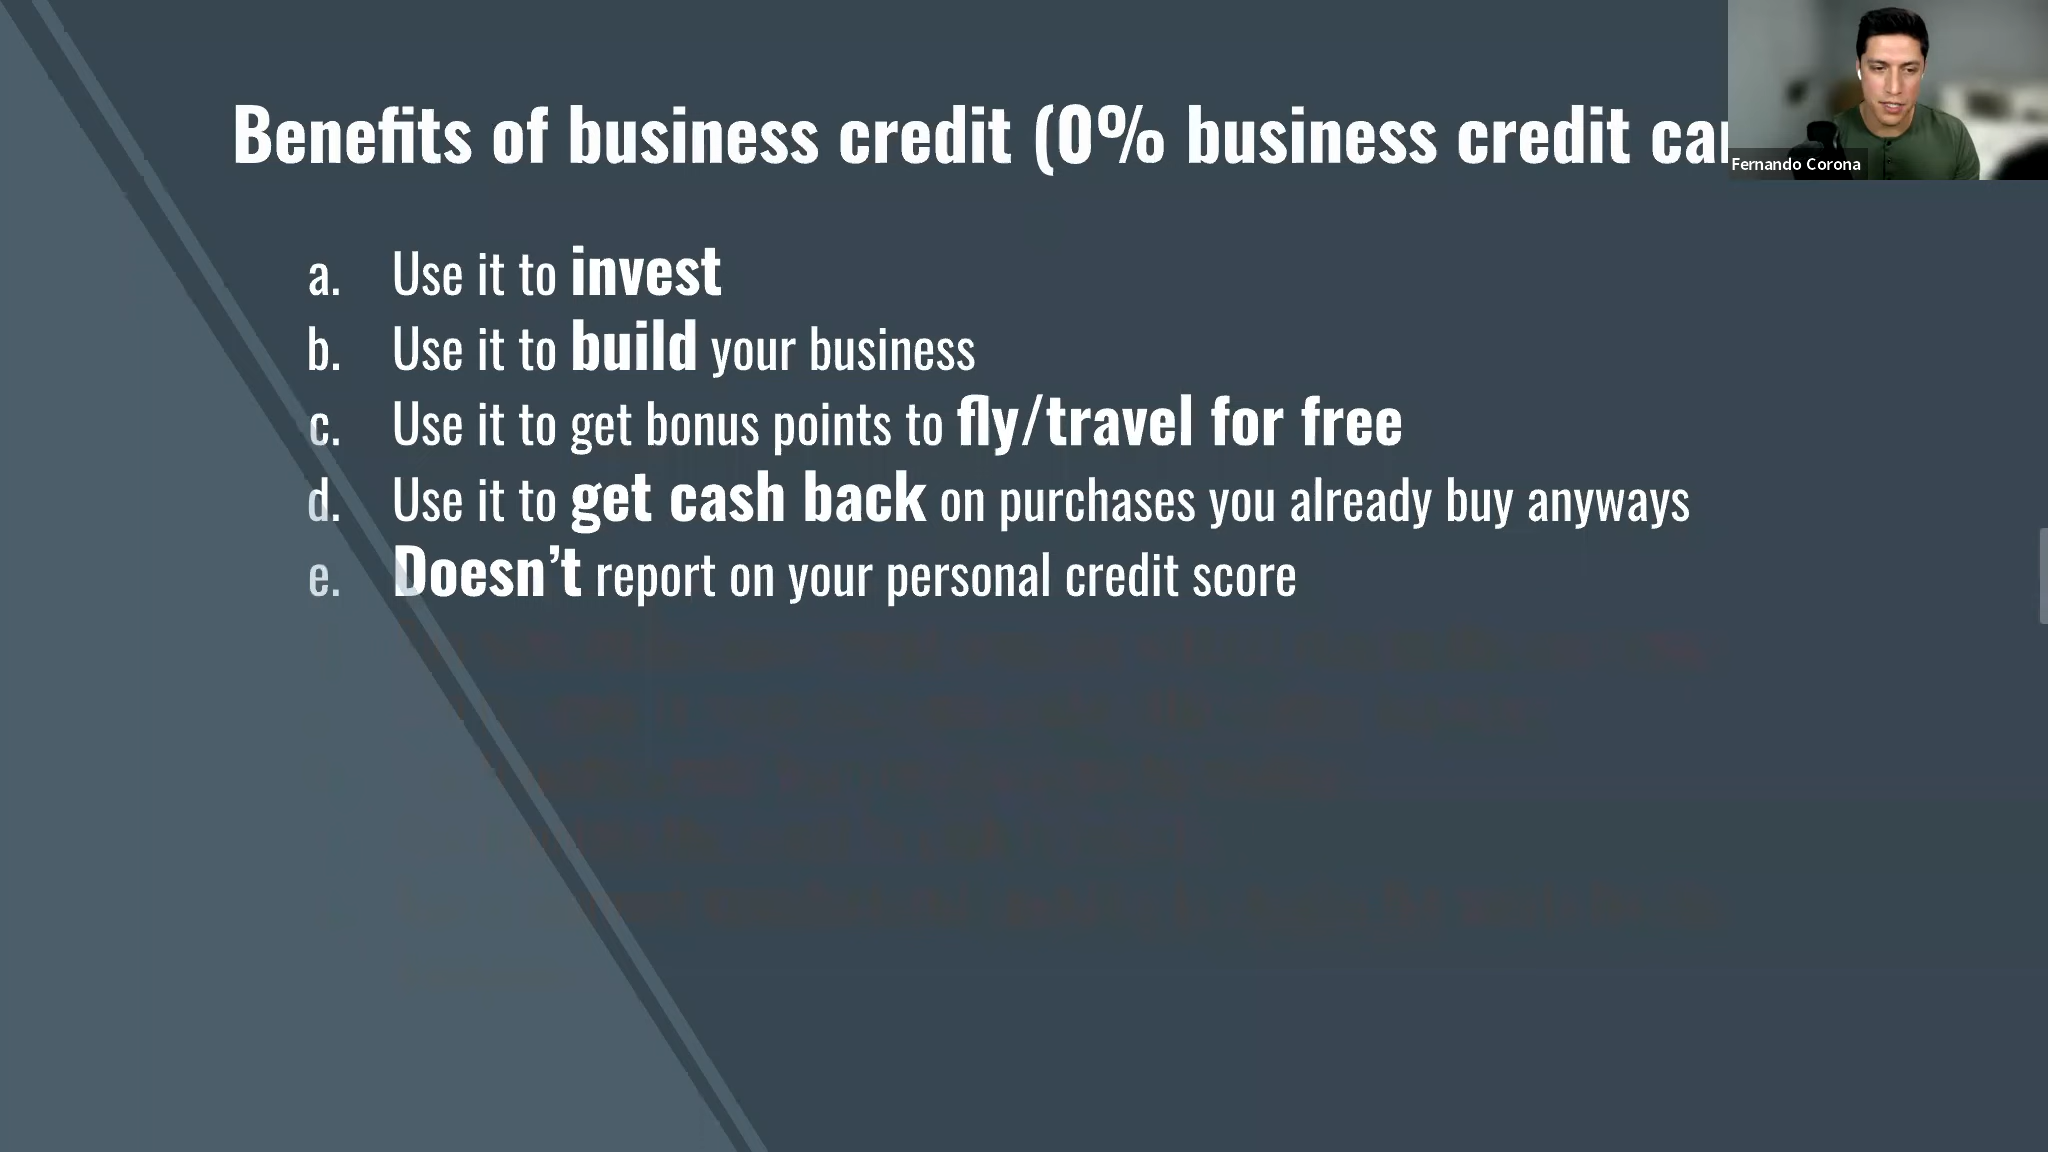 Benefits of business credit (0% business credit
Fernando Corona
a. Use it to invest
b. Use it to build your business
c. Use it to get bonus points to fly/travel for free
d. Use it to get cash back on purchases you already buy anyways
e. Doesn't report on your personal credit score